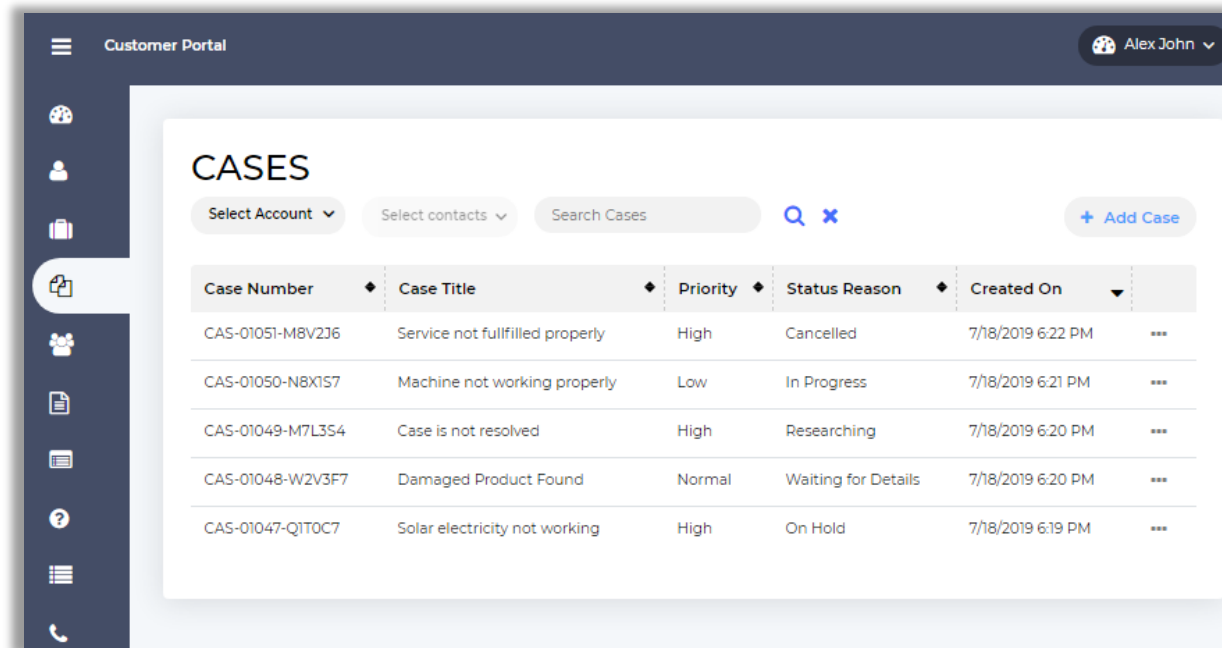 Customer Portal Alex John
CASES
Select Account Select contacts Search Cases + Add Case
Case Number Case Title Priority Status Reason Created On
CAS-01051-M8V2J6 Service not fullfilled properly High Cancelled 7/18/2019 6:22 PM
CAS-01050-N8X1S7 Machine not working properly Low In Progress 7/18/2019 6:21 PM
CAS-01049-M7L3S4 Case is not resolved High Researching 7/18/2019 6:20 PM
CAS-01048-W2V3F7 Damaged Product Found Normal Waiting for Details 7/18/2019 6:20 PM
CAS-01047-Q1T0C7 Solar electricity not working High On Hold 7/18/2019 6:19 PM